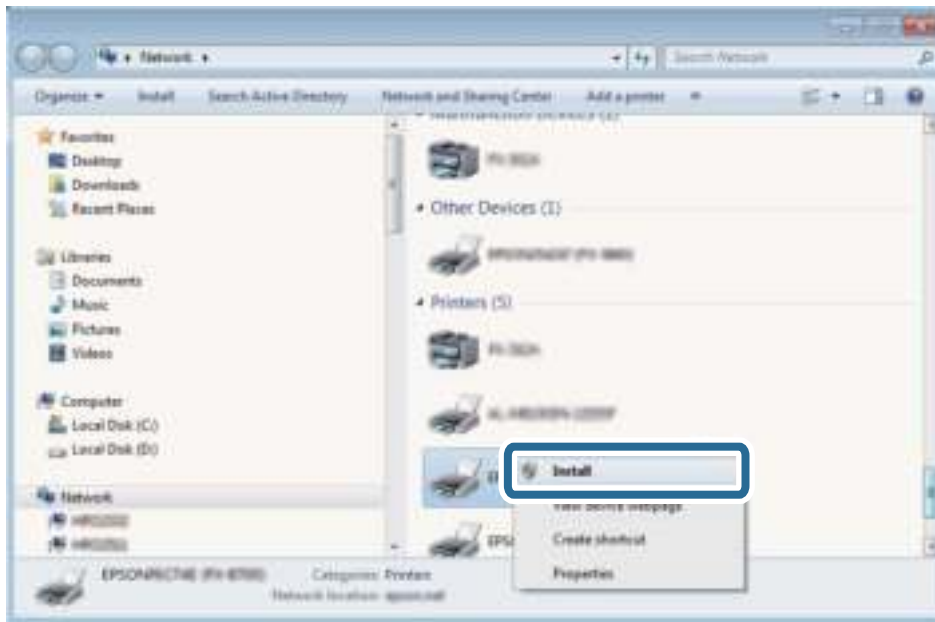 Network
Search Network
Organize
Install
Search Active Directory
Network and Sharing Center
Add a printer
Favorites
Desktop
Downloads
Recent Places
Libraries
Documents
Music
Pictures
Videos
Computer
Local Disk (C:)
Local Disk (D:)
Network
Other Devices (1)
Printers (5)
Install
View device webpage
Create shortcut
Properties
Categories: Printers
Network location: